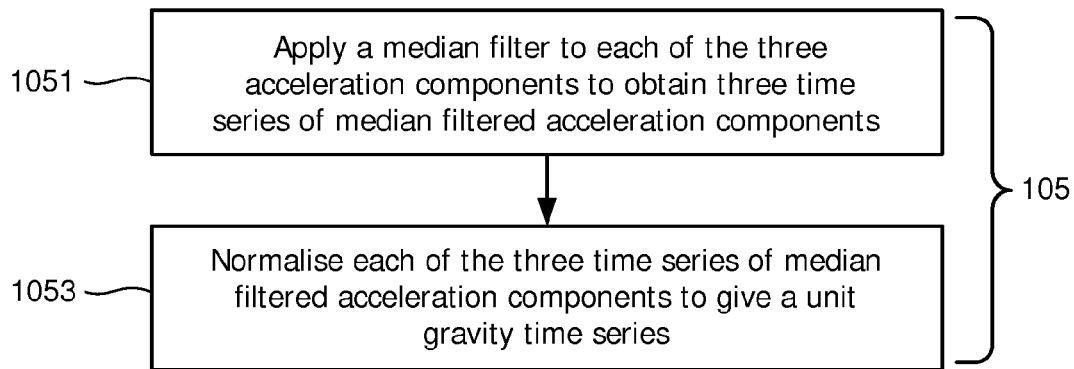 Apply a median filter to each of the three
acceleration components to obtain three time
series of median filtered acceleration components
1051
105
Normalise each of the three time series of median
filtered acceleration components to give a unit
gravity time series
1053